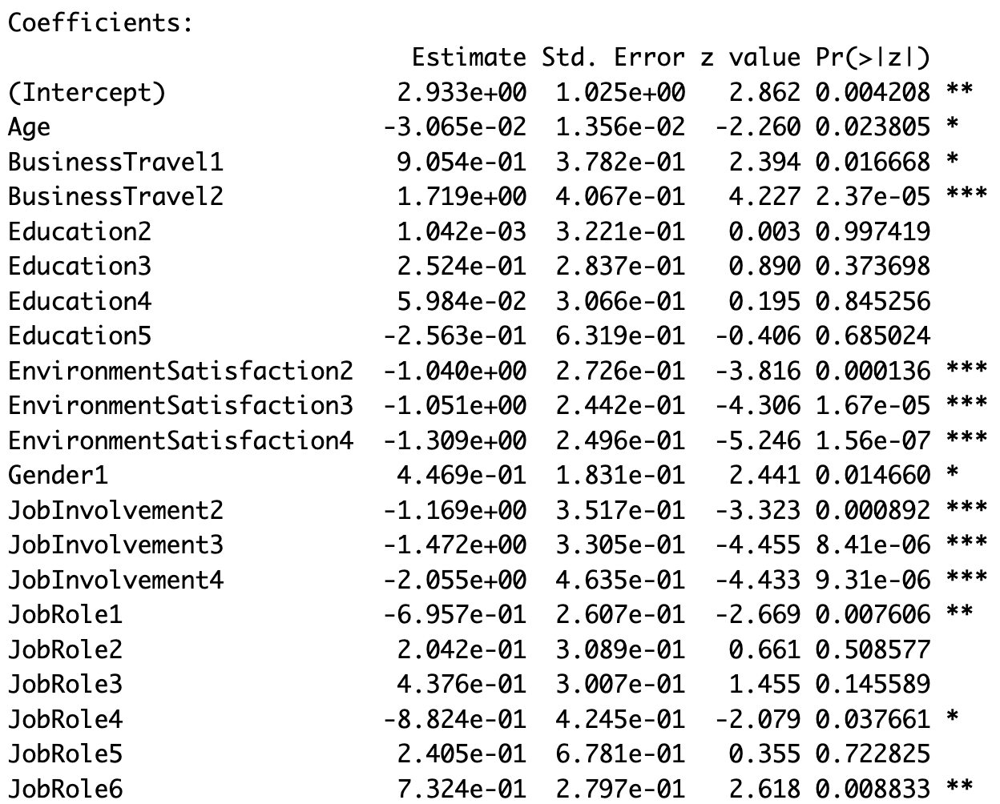 Coefficients:
Estimate Std. Error z value Pr(>|z|)
(Intercept) 2.933e+00 1.025e+00 2.862 0.004208 **
Age -3.065e-02 1.356e-02 -2.260 0.023805 *
BusinessTravel1 9.054e-01 3.782e-01 2.394 0.016668 *
BusinessTravel2 1.719e+00 4.067e-01 4.227 2.37e-05 ***
Education2 1.042e-03 3.221e-01 0.003 0.997419
Education3 2.524e-01 2.837e-01 0.890 0.373698
Education4 5.984e-02 3.066e-01 0.195 0.845256
Education5 -2.563e-01 6.319e-01 -0.406 0.685024
EnvironmentSatisfaction2 -1.040e+00 2.726e-01 -3.816 0.000136 ***
EnvironmentSatisfaction3 -1.051e+00 2.442e-01 -4.306 1.67e-05 ***
EnvironmentSatisfaction4 -1.309e+00 2.496e-01 -5.246 1.56e-07 ***
Gender1 4.469e-01 1.831e-01 2.441 0.014660 *
JobInvolvement2 -1.169e+00 3.517e-01 -3.323 0.000892 ***
JobInvolvement3 -1.472e+00 3.305e-01 -4.455 8.41e-06 ***
JobInvolvement4 -2.055e+00 4.635e-01 -4.433 9.31e-06 ***
JobRole1 -6.957e-01 2.607e-01 -2.669 0.007606 **
JobRole2 2.042e-01 3.089e-01 0.661 0.508577
JobRole3 4.376e-01 3.007e-01 1.455 0.145589
JobRole4 -8.824e-01 4.245e-01 -2.079 0.037661 *
JobRole5 2.405e-01 6.781e-01 0.355 0.722825
JobRole6 7.324e-01 2.797e-01 2.618 0.008833 **